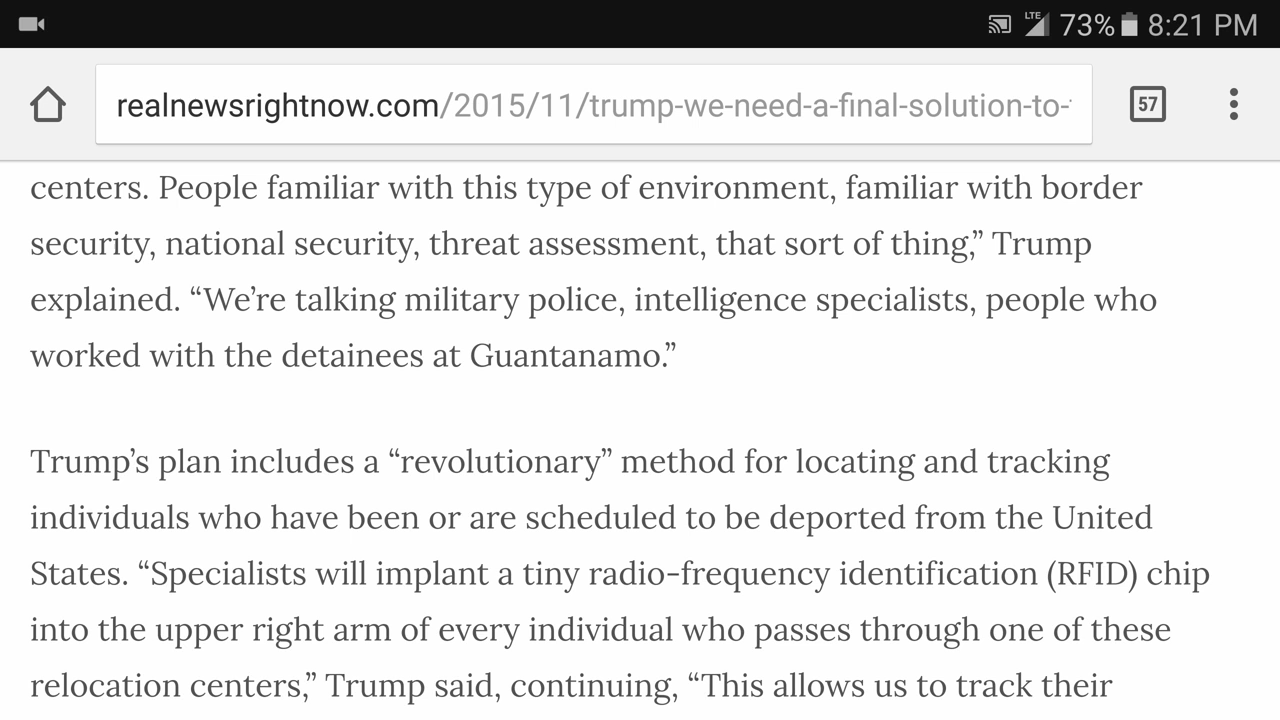 LTE 73% 8:21 PM
realnewsrightnow.com/2015/11/trump-we-need-a-final-solution-to- 57
centers. People familiar with this type of environment, familiar with border
security, national security, threat assessment, that sort of thing,” Trump
explained. “We’re talking military police, intelligence specialists, people who
worked with the detainees at Guantanamo.”
Trump’s plan includes a “revolutionary” method for locating and tracking
individuals who have been or are scheduled to be deported from the United
States. “Specialists will implant a tiny radio-frequency identification (RFID) chip
into the upper right arm of every individual who passes through one of these
relocation centers,” Trump said, continuing, “This allows us to track their